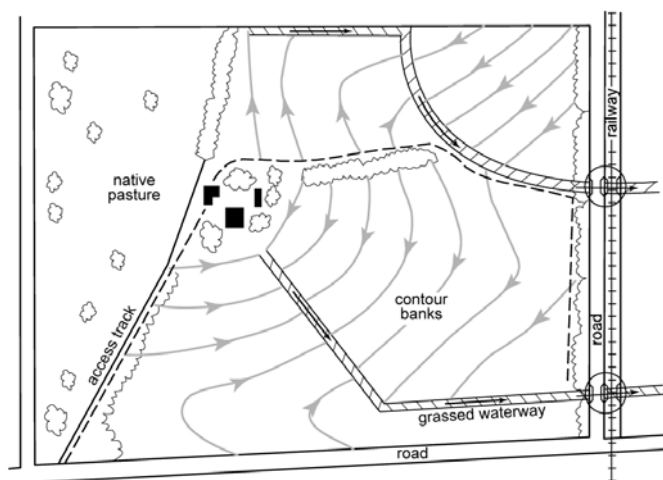 native
pasture
access track
contour
banks
grassed waterway
road
road
railway